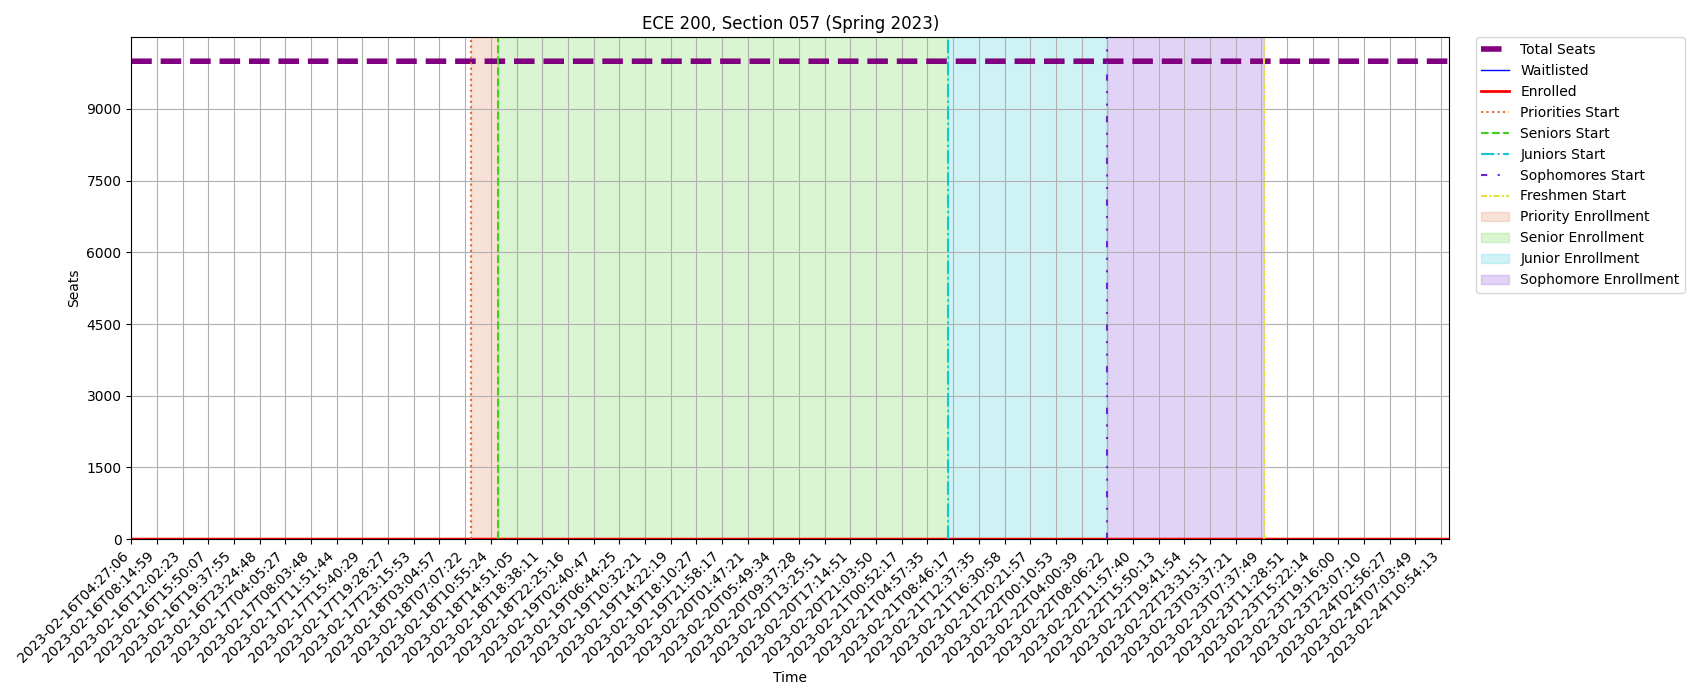 ECE 200, Section 057 (Spring 2023)
Total Seats
Waitlisted
Enrolled
Priorities Start
Seniors Start
Juniors Start
Sophomores Start
Freshmen Start
Priority Enrollment
Senior Enrollment
Junior Enrollment
Sophomore Enrollment
Seats
9000
7500
6000
4500
3000
1500
0
2023-02-16T04:27:06
2023-02-16T08:14:59
2023-02-16T12:02:23
2023-02-16T15:50:07
2023-02-16T19:37:55
2023-02-16T23:24:48
2023-02-17T04:05:27
2023-02-17T08:03:48
2023-02-17T11:51:44
2023-02-17T15:40:29
2023-02-17T19:28:27
2023-02-17T23:15:53
2023-02-18T03:04:57
2023-02-18T07:07:22
2023-02-18T10:55:24
2023-02-18T14:51:05
2023-02-18T18:38:11
2023-02-18T22:25:16
2023-02-19T02:40:47
2023-02-19T06:44:25
2023-02-19T10:32:21
2023-02-19T14:22:19
2023-02-19T18:10:27
2023-02-19T21:58:17
2023-02-20T01:47:21
2023-02-20T05:49:34
2023-02-20T09:37:28
2023-02-20T13:25:51
2023-02-20T17:14:51
2023-02-20T21:03:50
2023-02-21T00:52:17
2023-02-21T04:57:35
2023-02-21T08:46:17
2023-02-21T12:37:35
2023-02-21T16:30:58
2023-02-21T20:21:57
2023-02-22T00:10:53
2023-02-22T04:00:39
2023-02-22T08:06:22
2023-02-22T11:57:40
2023-02-22T15:50:13
2023-02-22T19:41:54
2023-02-22T23:31:51
2023-02-23T03:37:21
2023-02-23T07:37:49
2023-02-23T11:28:51
2023-02-23T15:22:14
2023-02-23T19:16:00
2023-02-23T23:07:10
2023-02-24T02:56:27
2023-02-24T07:03:49
2023-02-24T10:54:13
Time